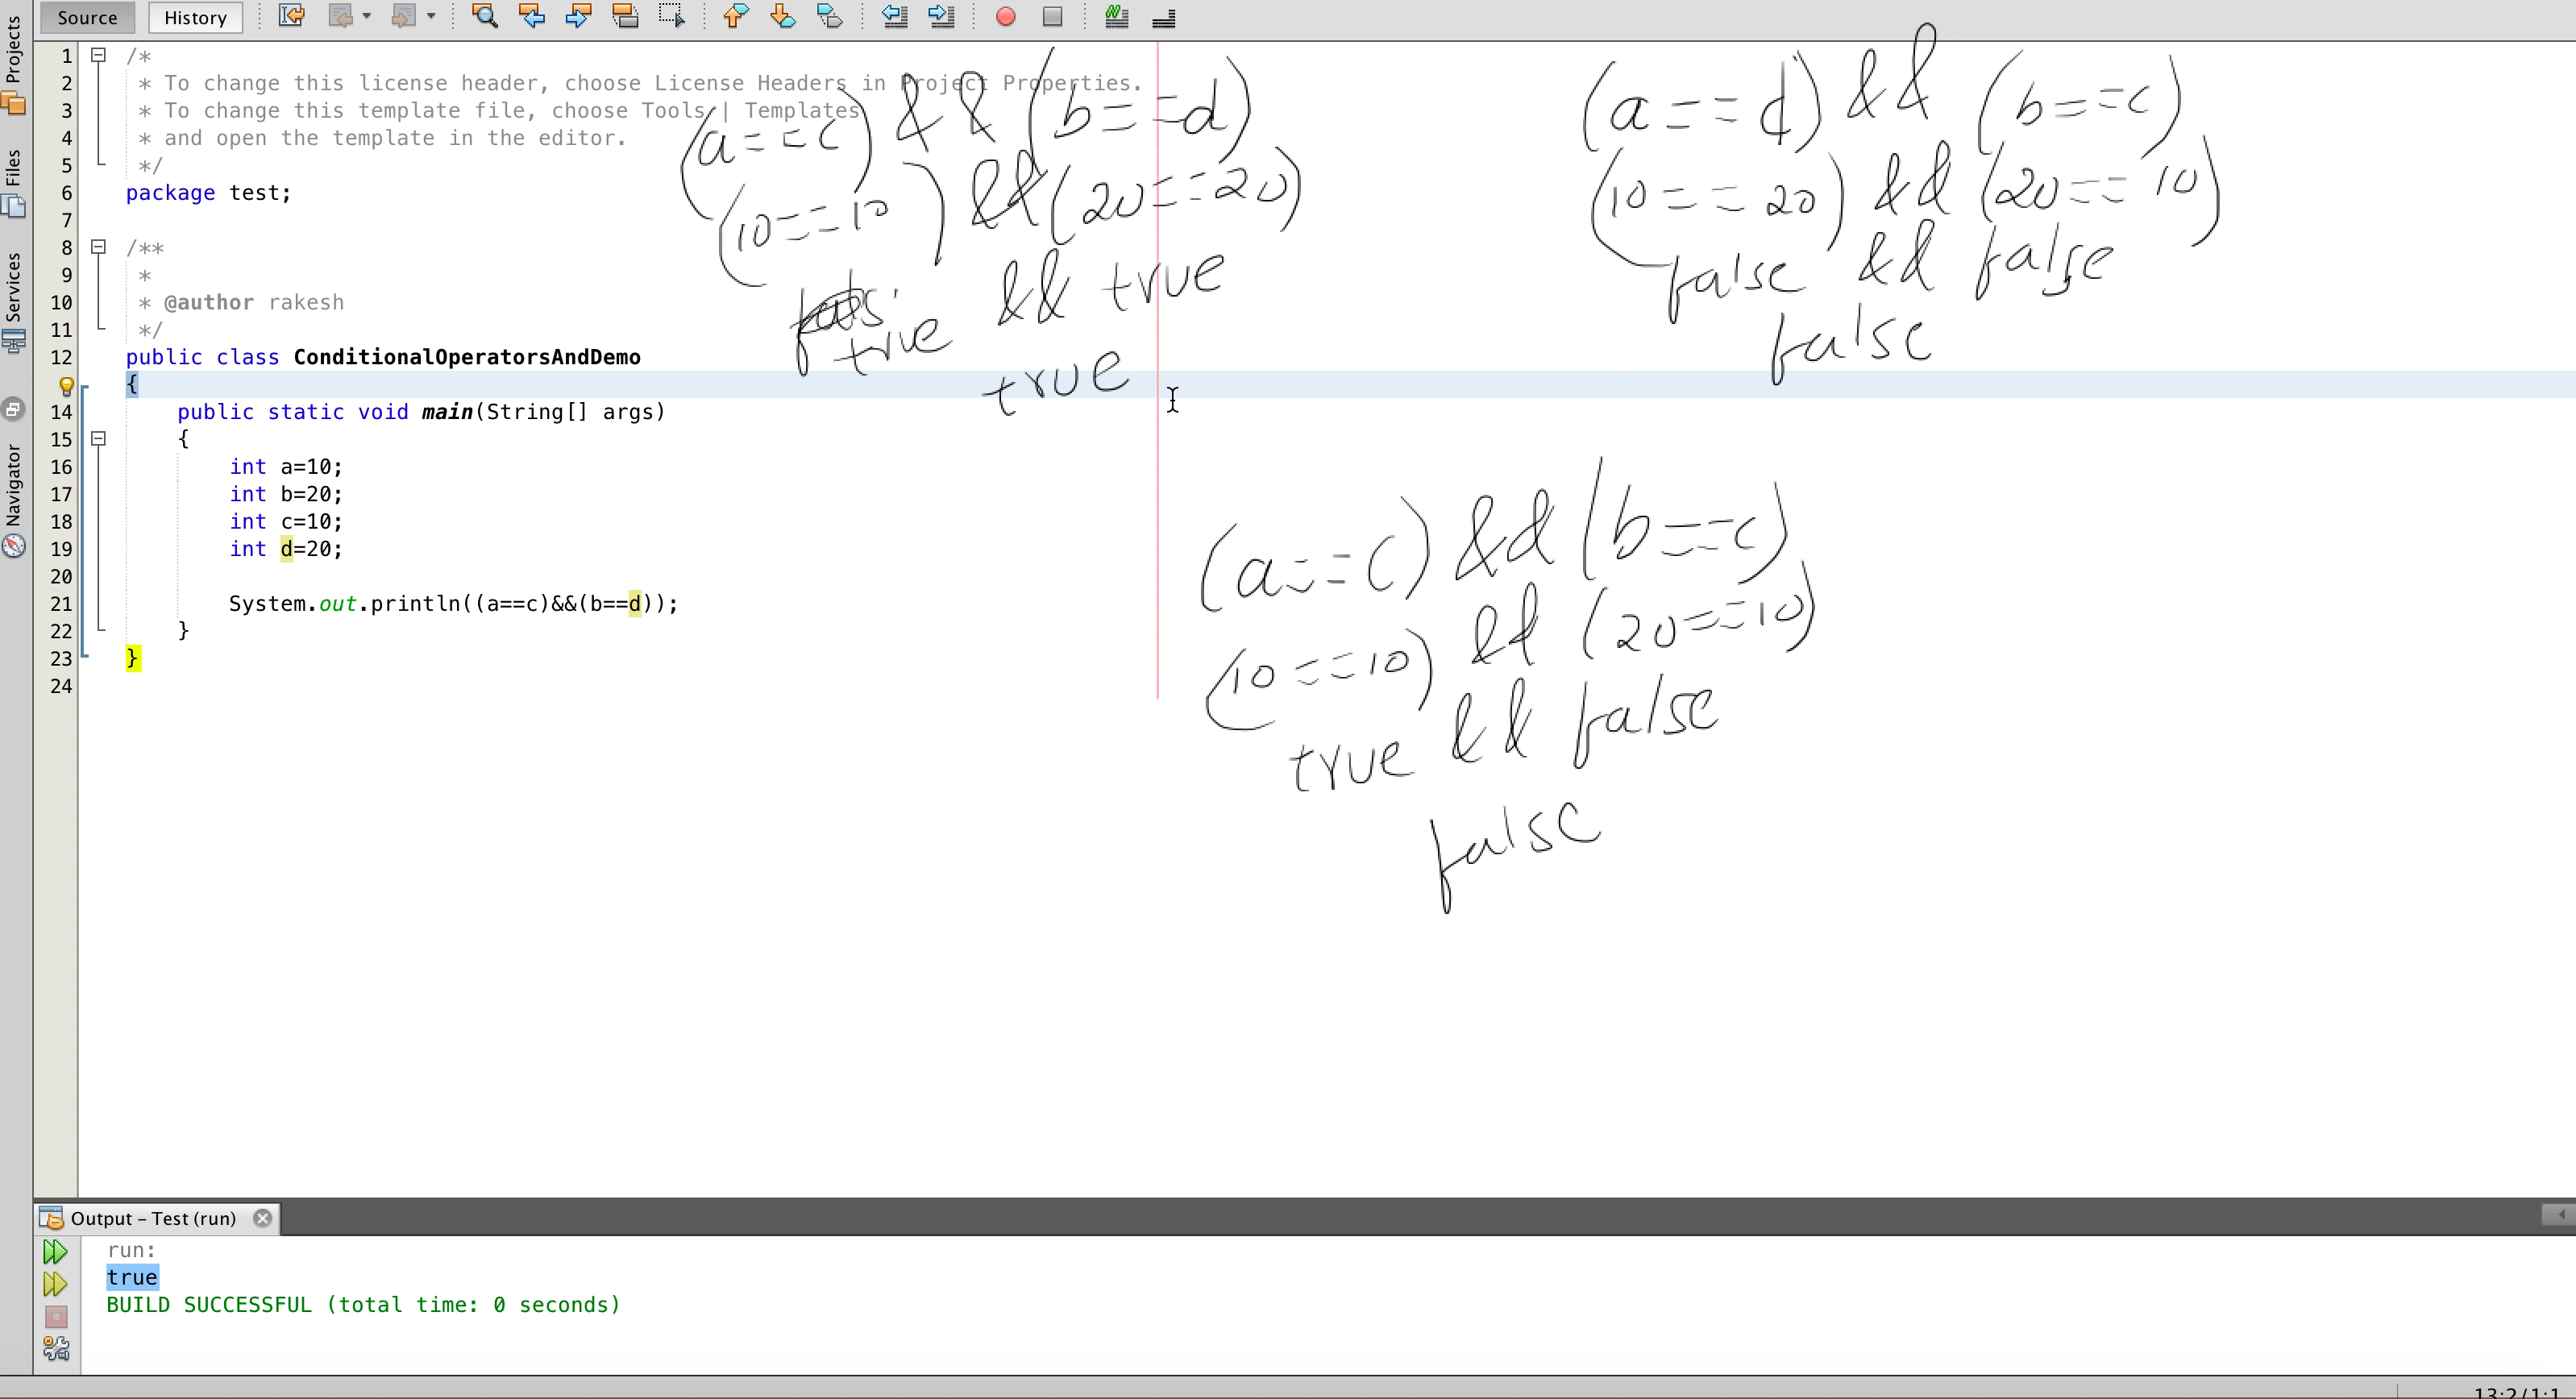 Source History
Projects
Files
Services
Navigator
1 /*
2 * To change this license header, choose License Headers in Project Properties.
3 * To change this template file, choose Tools | Templates
4 * and open the template in the editor.
5 */
6 package test;
7
8 /**
9 *
10 * @author rakesh
11 */
12 public class ConditionalOperatorsAndDemo
{
14 public static void main(String[] args)
15 {
16 int a=10;
17 int b=20;
18 int c=10;
19 int d=20;
20
21 System.out.println((a==c)&&(b==d));
22 }
23 }
24
(a==c) && (b==d)
(10==10) && (20==20)
true && true
true
(a==d) && (b==c)
(10==20) && (20==10)
false && false
false
(a==c) && (b==c)
(10==10) && (20==10)
true && false
false
Output – Test (run)
run:
true
BUILD SUCCESSFUL (total time: 0 seconds)